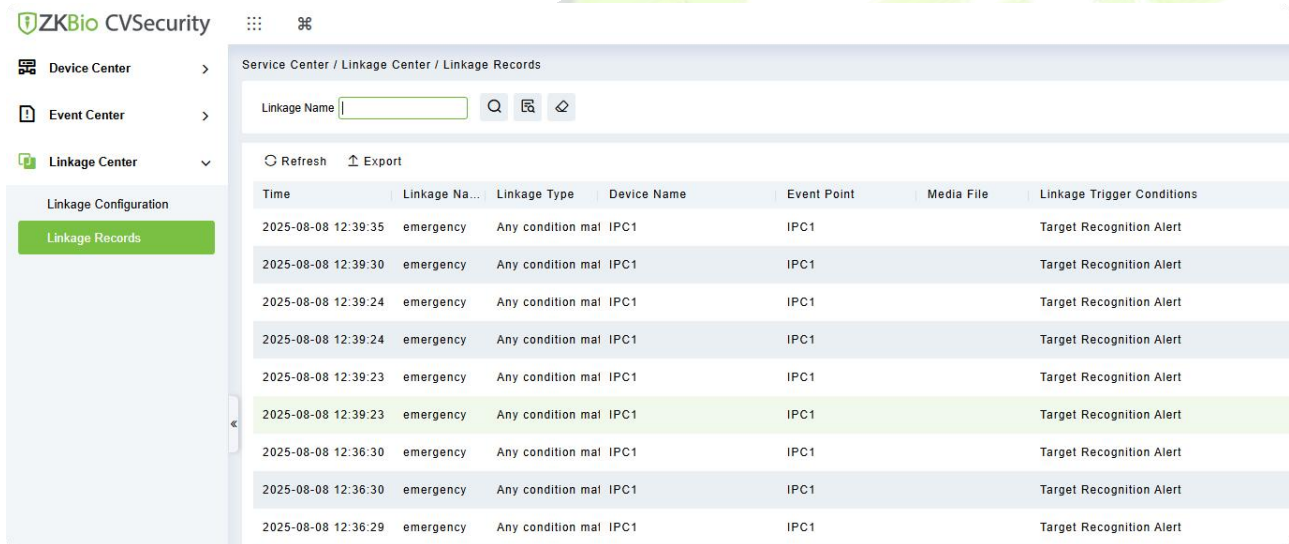 ZKBio CVSecurity
Device Center
Event Center
Linkage Center
Linkage Configuration
Linkage Records
Service Center / Linkage Center / Linkage Records
Linkage Name
Refresh Export
Time Linkage Na... Linkage Type Device Name Event Point Media File Linkage Trigger Conditions
2025-08-08 12:39:35 emergency Any condition mat IPC1 IPC1 Target Recognition Alert
2025-08-08 12:39:30 emergency Any condition mat IPC1 IPC1 Target Recognition Alert
2025-08-08 12:39:24 emergency Any condition mat IPC1 IPC1 Target Recognition Alert
2025-08-08 12:39:24 emergency Any condition mat IPC1 IPC1 Target Recognition Alert
2025-08-08 12:39:23 emergency Any condition mat IPC1 IPC1 Target Recognition Alert
2025-08-08 12:39:23 emergency Any condition mat IPC1 IPC1 Target Recognition Alert
2025-08-08 12:36:30 emergency Any condition mat IPC1 IPC1 Target Recognition Alert
2025-08-08 12:36:30 emergency Any condition mat IPC1 IPC1 Target Recognition Alert
2025-08-08 12:36:29 emergency Any condition mat IPC1 IPC1 Target Recognition Alert